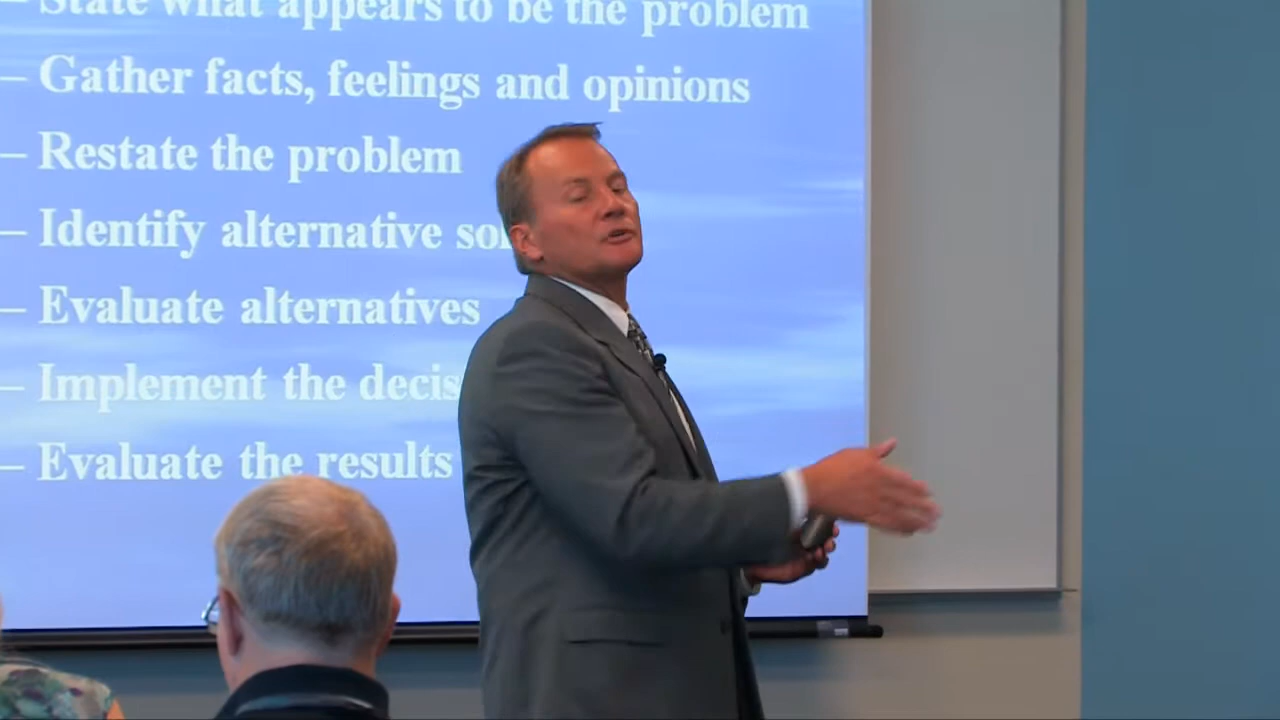 – State what appears to be the problem
– Gather facts, feelings and opinions
– Restate the problem
– Identify alternative
– Evaluate alternatives
– Implement the
– Evaluate the results